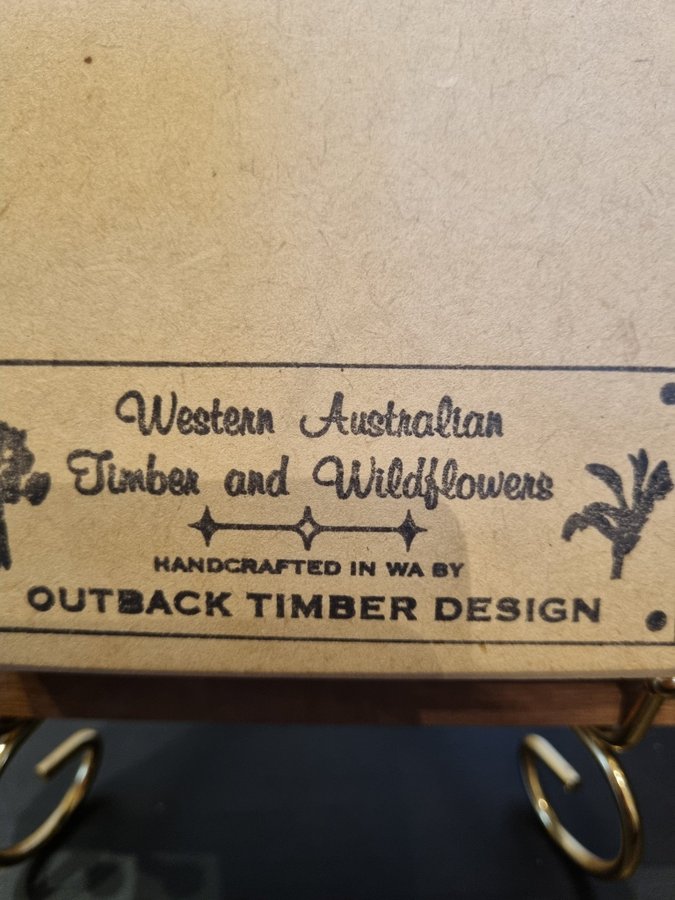 Western Australian
Timber and Wildflowers
HANDCRAFTED IN WA BY
OUTBACK TIMBER DESIGN